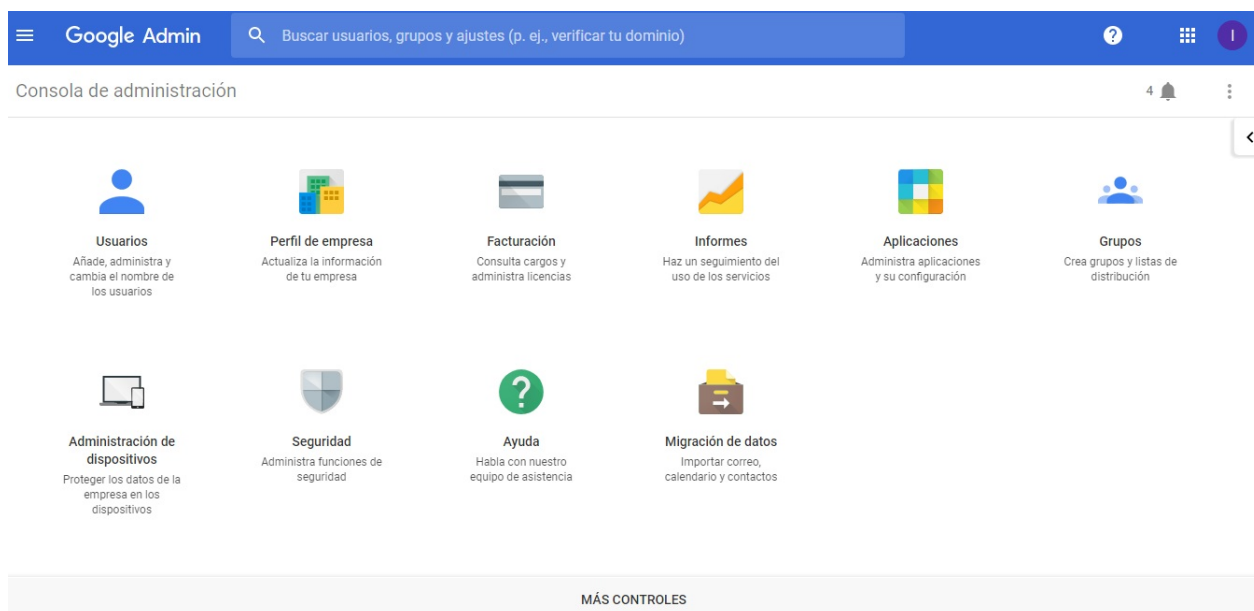 Google Admin
Buscar usuarios, grupos y ajustes (p. ej., verificar tu dominio)
I
Consola de administración
4
Usuarios
Añade, administra y
cambia el nombre de
los usuarios
Perfil de empresa
Actualiza la información
de tu empresa
Facturación
Consulta cargos y
administra licencias
Informes
Haz un seguimiento del
uso de los servicios
Aplicaciones
Administra aplicaciones
y su configuración
Grupos
Crea grupos y listas de
distribución
Administración de
dispositivos
Proteger los datos de la
empresa en los
dispositivos
Seguridad
Administra funciones de
seguridad
Ayuda
Habla con nuestro
equipo de asistencia
Migración de datos
Importar correo,
calendario y contactos
MÁS CONTROLES